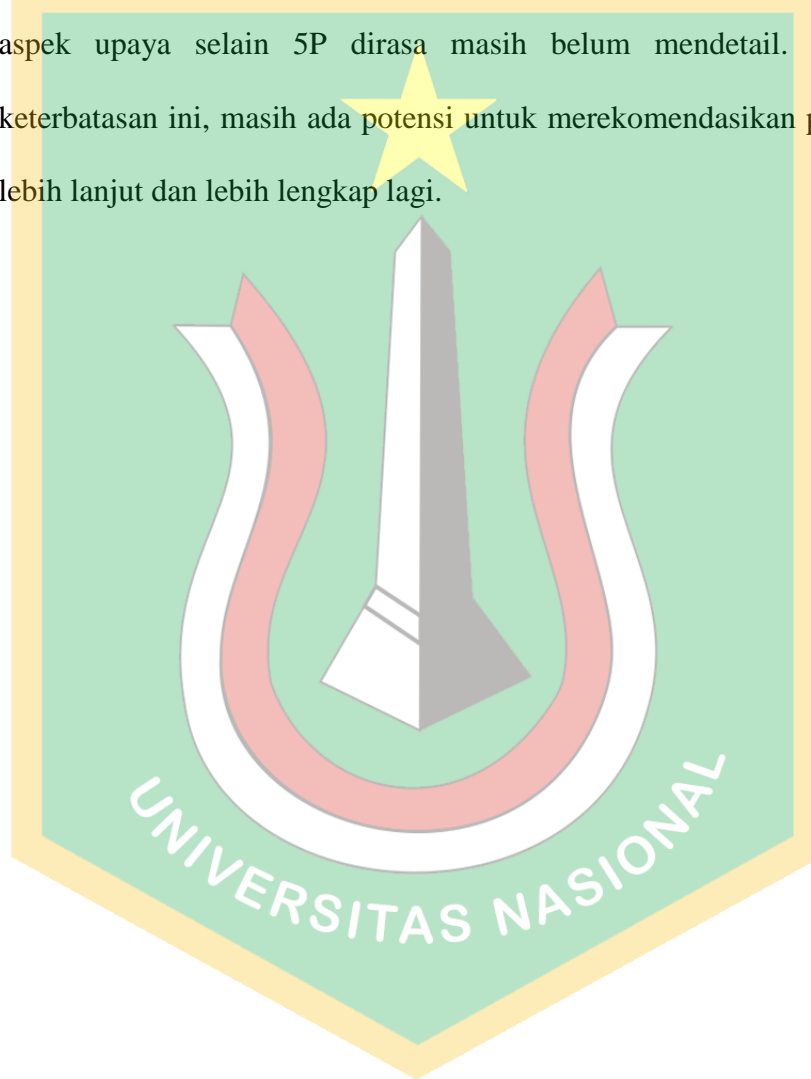 aspek upaya selain 5P dirasa masih belum mendetail.
keterbatasan ini, masih ada potensi untuk merekomendasikan
lebih lanjut dan lebih lengkap lagi.
UNIVERSITAS NASIONAL